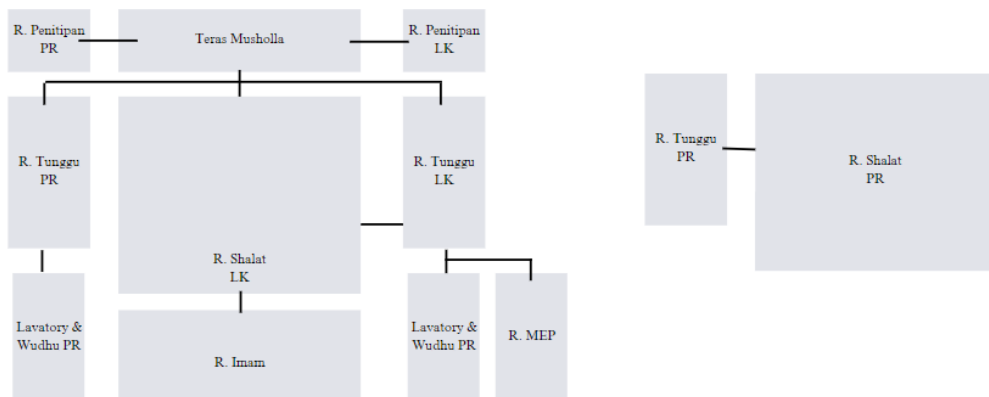 R. Penitipan
PR
Teras Musholla
R. Penitipan
LK
R. Tunggu
PR
R. Tunggu
LK
R. Shalat
LK
Lavatory &
Wudhu PR
R. Imam
Lavatory &
Wudhu PR
R. MEP
R. Tunggu
PR
R. Shalat
PR